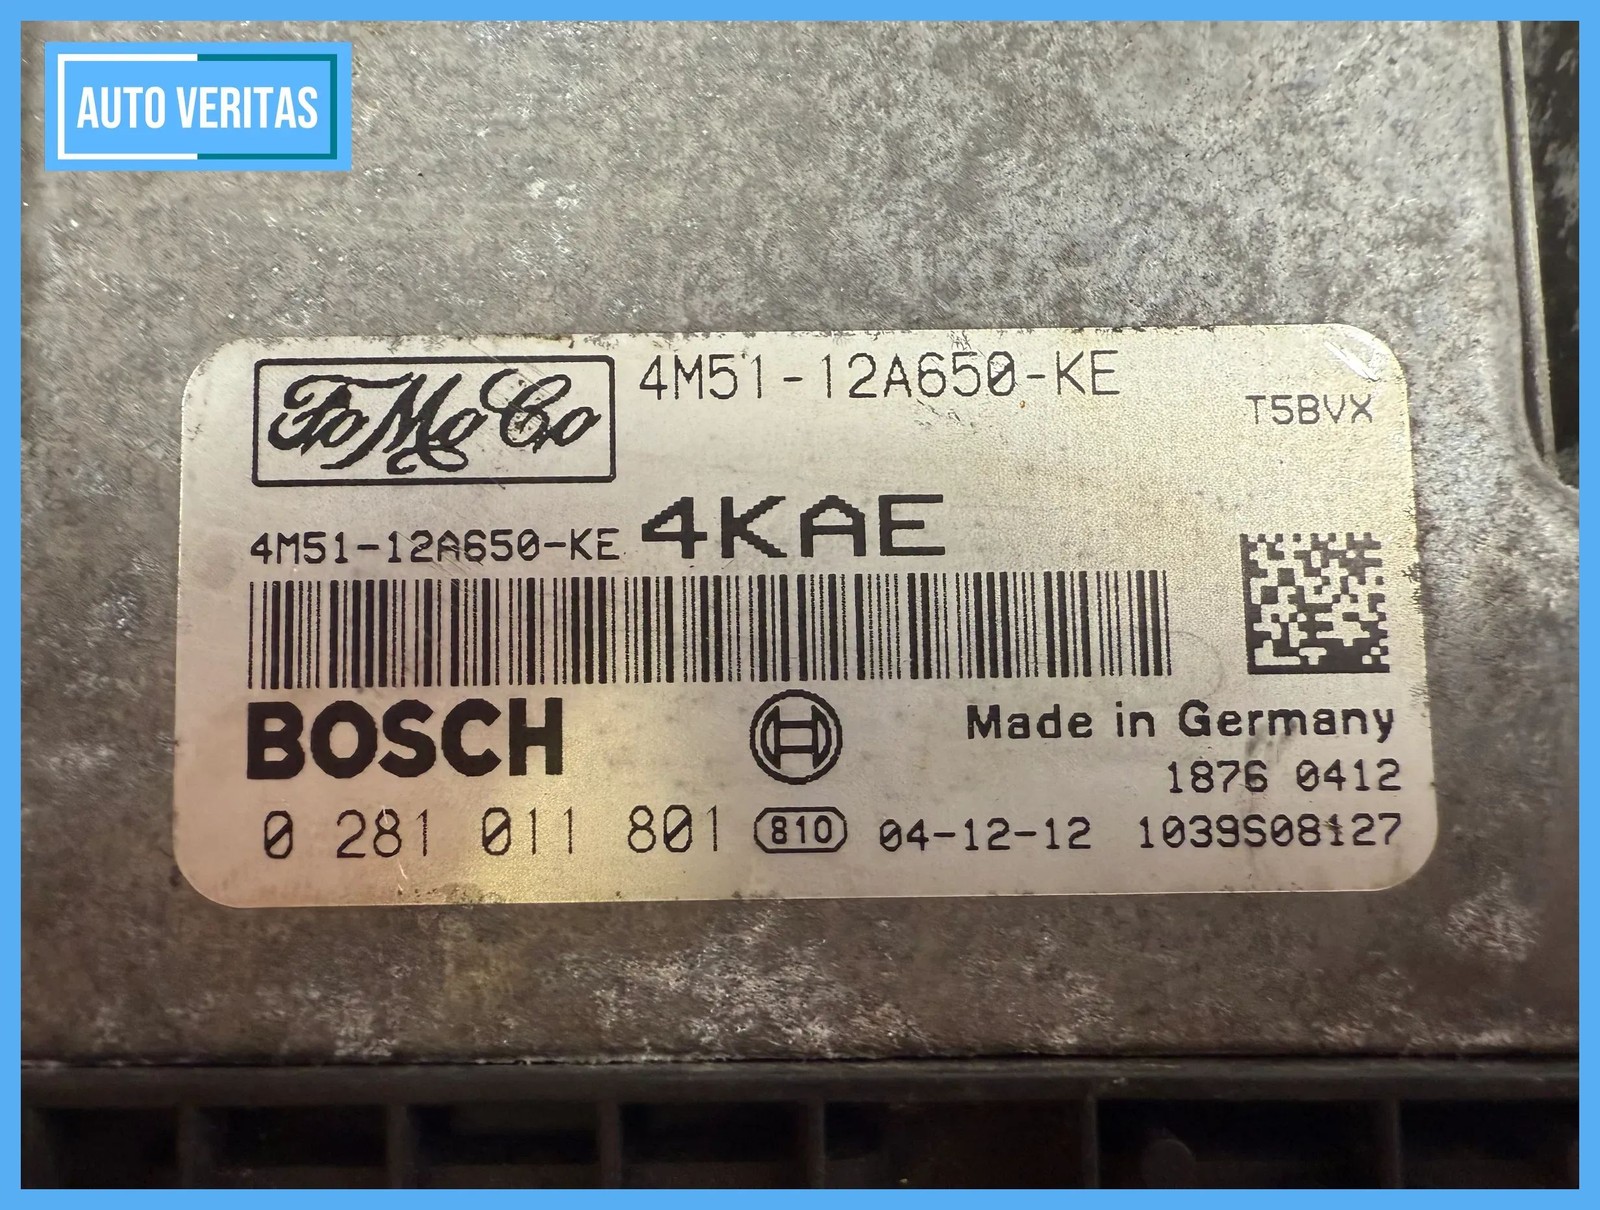 AUTO VERITAS
FoMoCo
4M51-12A650-KE
T5BVX
4M51-12A650-KE 4KAE
BOSCH
Made in Germany
1876 0412
0 281 011 801 810 04-12-12 1039S08127